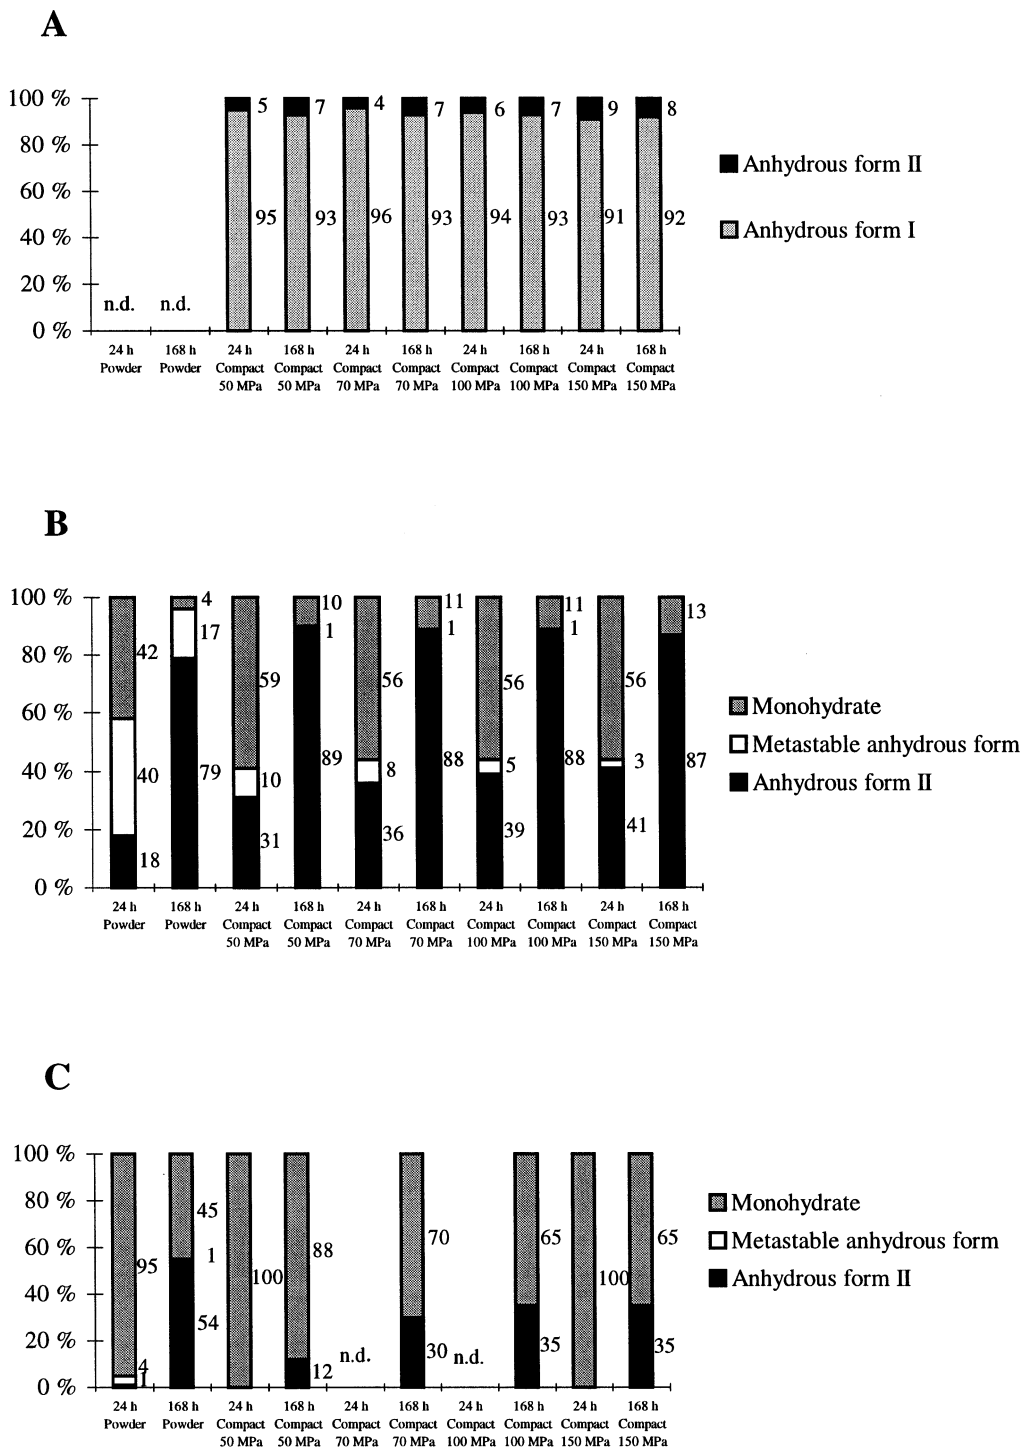 A
100 %
80 %
60 %
40 %
20 %
0 %
5 7 4 7 6 7 9 8
95 93 96 93 94 93 91 92
n.d. n.d.
24 h 168 h 24 h 168 h 24 h 168 h 24 h 168 h 24 h 168 h
Powder Powder Compact Compact Compact Compact Compact Compact Compact Compact
50 MPa 50 MPa 70 MPa 70 MPa 100 MPa 100 MPa 150 MPa 150 MPa
Anhydrous form II
Anhydrous form I
B
100 %
80 %
60 %
40 %
20 %
0 %
42 4 59 10 56 11 56 11 56 13
40 17 10 1 8 1 5 1 3
18 79 31 89 36 88 39 88 41 87
24 h 168 h 24 h 168 h 24 h 168 h 24 h 168 h 24 h 168 h
Powder Powder Compact Compact Compact Compact Compact Compact Compact Compact
50 MPa 50 MPa 70 MPa 70 MPa 100 MPa 100 MPa 150 MPa 150 MPa
Monohydrate
Metastable anhydrous form
Anhydrous form II
C
100 %
80 %
60 %
40 %
20 %
0 %
95 45 100 88 70 65 100 65
4 1
1 54 12 n.d. 30 n.d. 35 35
24 h 168 h 24 h 168 h 24 h 168 h 24 h 168 h 24 h 168 h
Powder Powder Compact Compact Compact Compact Compact Compact Compact Compact
50 MPa 50 MPa 70 MPa 70 MPa 100 MPa 100 MPa 150 MPa 150 MPa
Monohydrate
Metastable anhydrous form
Anhydrous form II